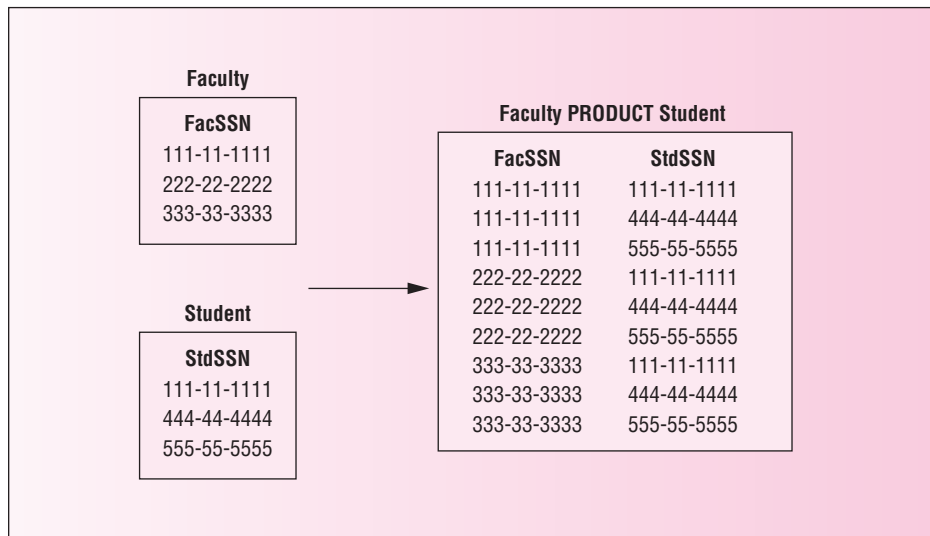 Faculty
FacSSN
111-11-1111
222-22-2222
333-33-3333
Student
StdSSN
111-11-1111
444-44-4444
555-55-5555
Faculty PRODUCT Student
FacSSN StdSSN
111-11-1111 111-11-1111
111-11-1111 444-44-4444
111-11-1111 555-55-5555
222-22-2222 111-11-1111
222-22-2222 444-44-4444
222-22-2222 555-55-5555
333-33-3333 111-11-1111
333-33-3333 444-44-4444
333-33-3333 555-55-5555